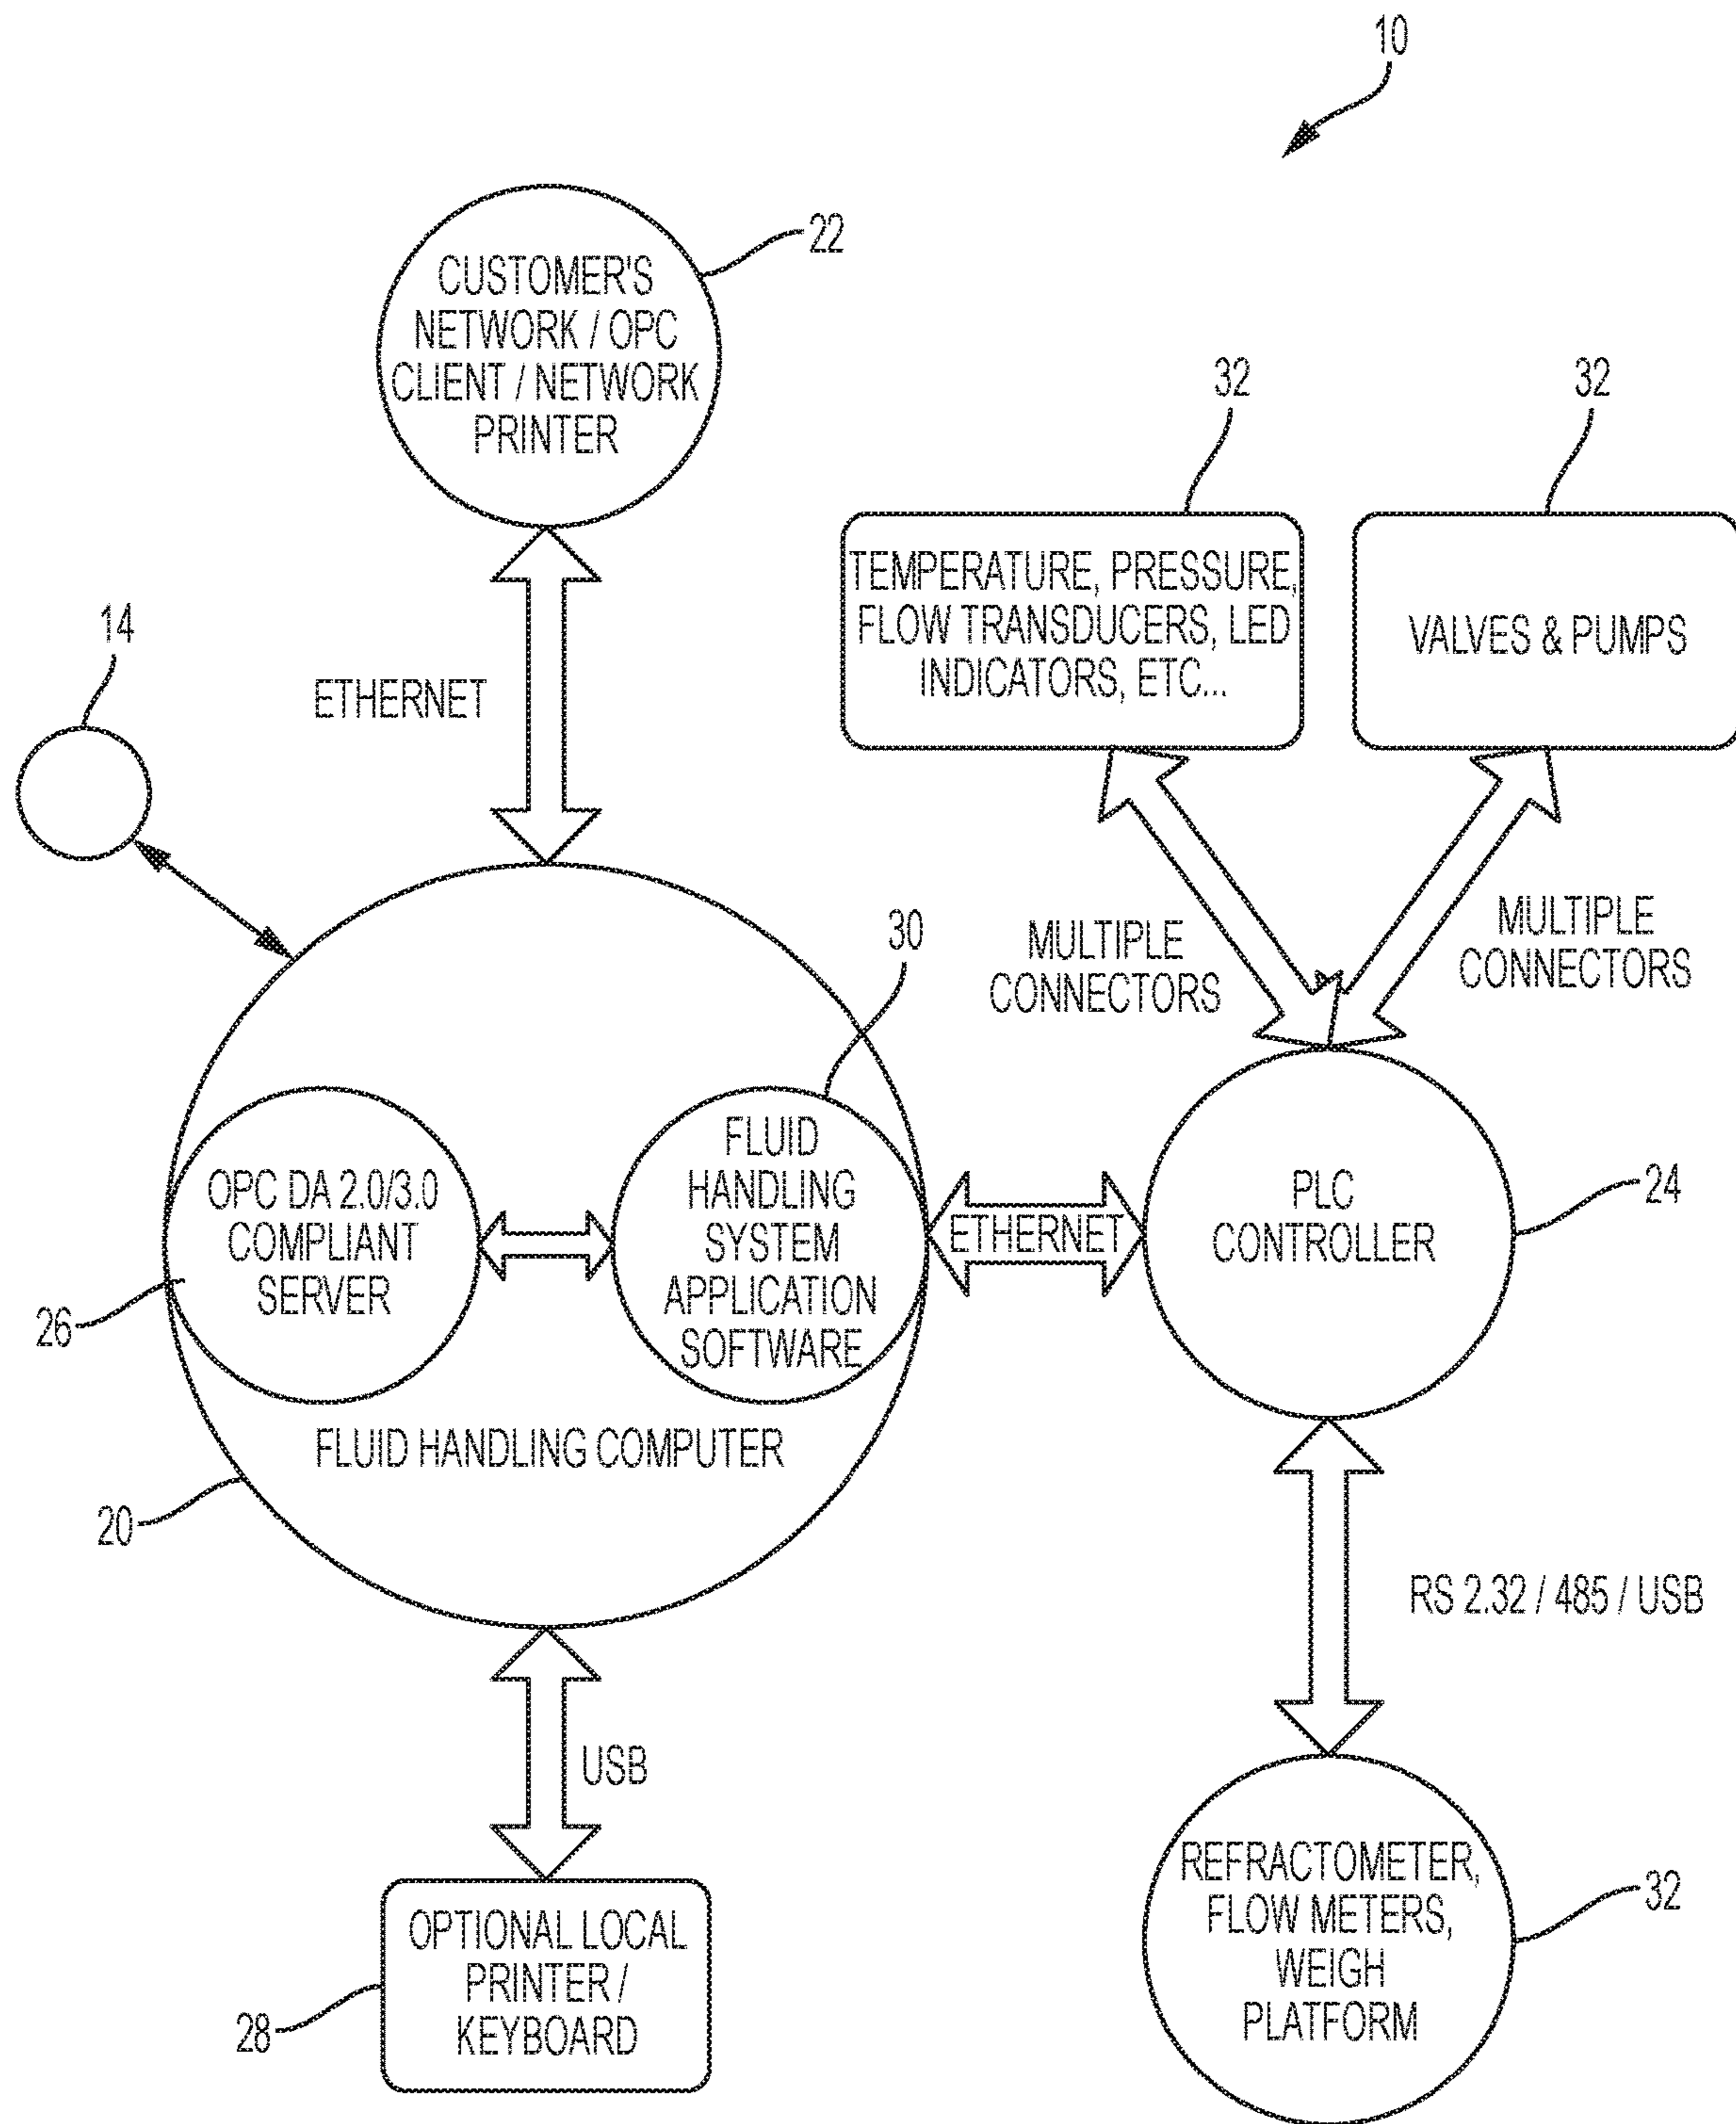 10
22
CUSTOMER'S
NETWORK / OPC
CLIENT / NETWORK
PRINTER
32
32
TEMPERATURE, PRESSURE,
FLOW TRANSDUCERS, LED
INDICATORS, ETC...
VALVES & PUMPS
14
ETHERNET
MULTIPLE
CONNECTORS
MULTIPLE
CONNECTORS
30
OPC DA 2.0/3.0
COMPLIANT
SERVER
FLUID
HANDLING
SYSTEM
APPLICATION
SOFTWARE
ETHERNET
PLC
CONTROLLER
24
26
FLUID HANDLING COMPUTER
20
RS 2.32 / 485 / USB
USB
OPTIONAL LOCAL
PRINTER /
KEYBOARD
28
REFRACTOMETER,
FLOW METERS,
WEIGH
PLATFORM
32